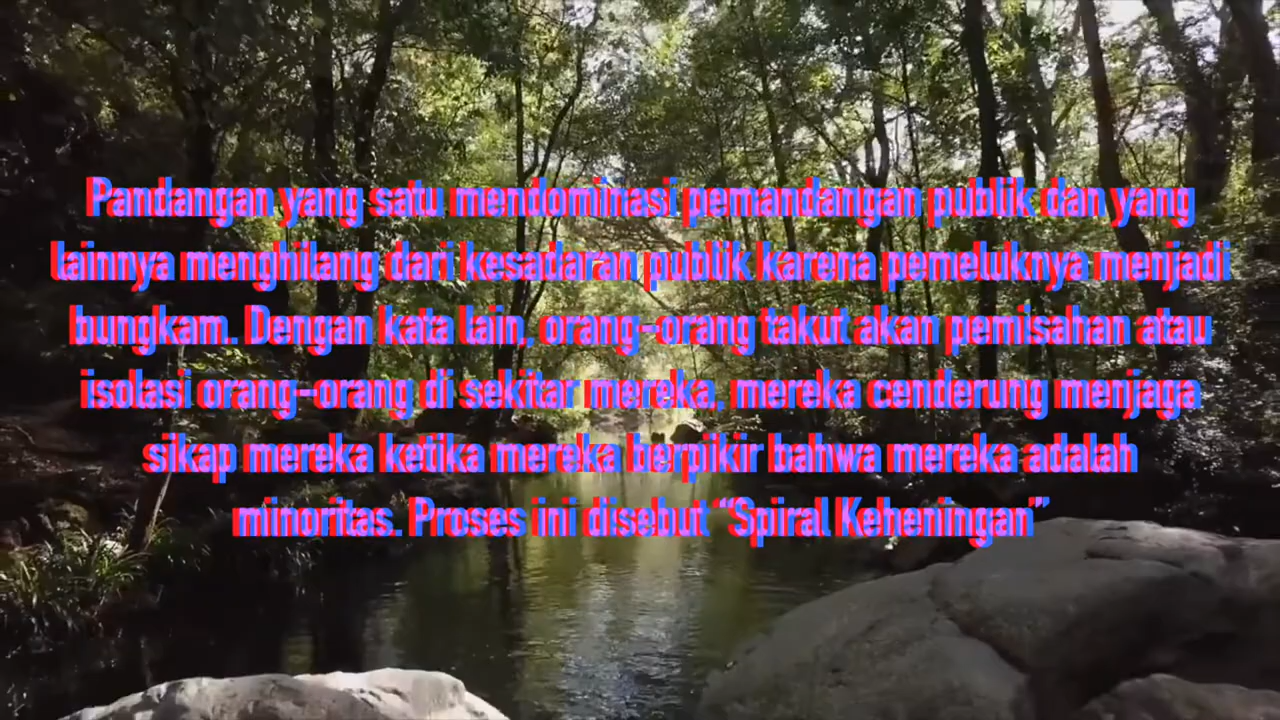 Pandangan yang satu mendominasi pemandangan publik dan yang
lainnya menghilang dari kesadaran publik karena pemeluknya menjadi
bungkam. Dengan kata lain, orang-orang takut akan pemisahan atau
isolasi orang-orang di sekitar mereka, mereka cenderung menjaga
sikap mereka ketika mereka berpikir bahwa mereka adalah
minoritas. Proses ini disebut “Spiral Keheningan”